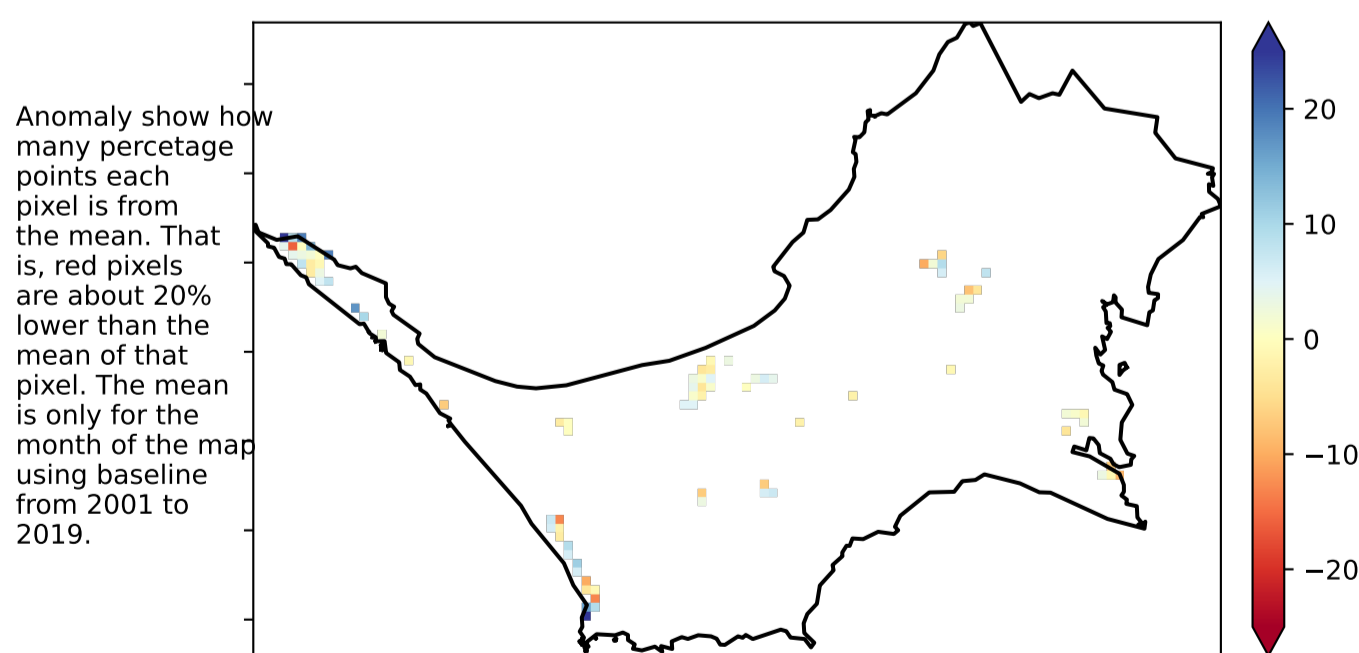 Anomaly show how
many percetage
points each
pixel is from
the mean. That
is, red pixels
are about 20%
lower than the
mean of that
pixel. The mean
is only for the
month of the map
using baseline
from 2001 to
2019.
20
10
0
−10
−20